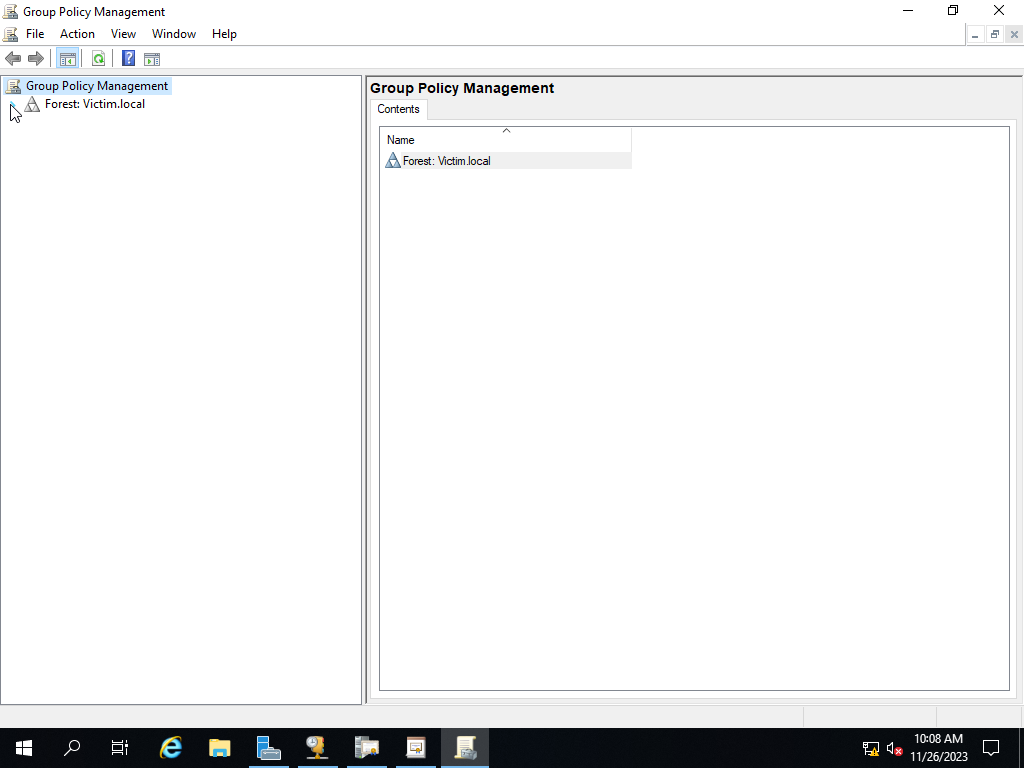 Group Policy Management
File Action View Window Help
Group Policy Management
Forest: Victim.local
Group Policy Management
Contents
Name
Forest: Victim.local
10:08 AM
11/26/2023